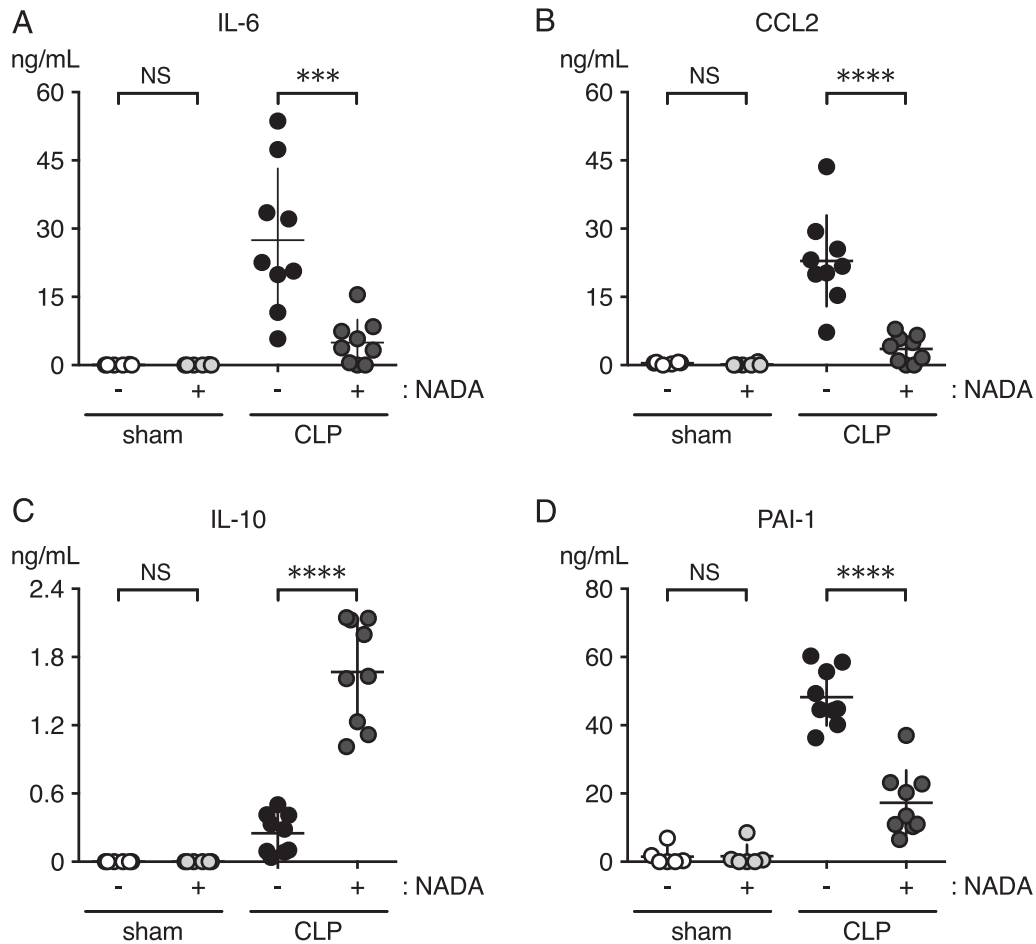 A
IL-6
ng/mL
NS
***
60
45
30
15
0
-
+
-
+
: NADA
sham
CLP
B
CCL2
ng/mL
NS
****
60
45
30
15
0
-
+
-
+
: NADA
sham
CLP
C
IL-10
ng/mL
NS
****
2.4
1.8
1.2
0.6
0
-
+
-
+
: NADA
sham
CLP
D
PAI-1
ng/mL
NS
****
80
60
40
20
0
-
+
-
+
: NADA
sham
CLP